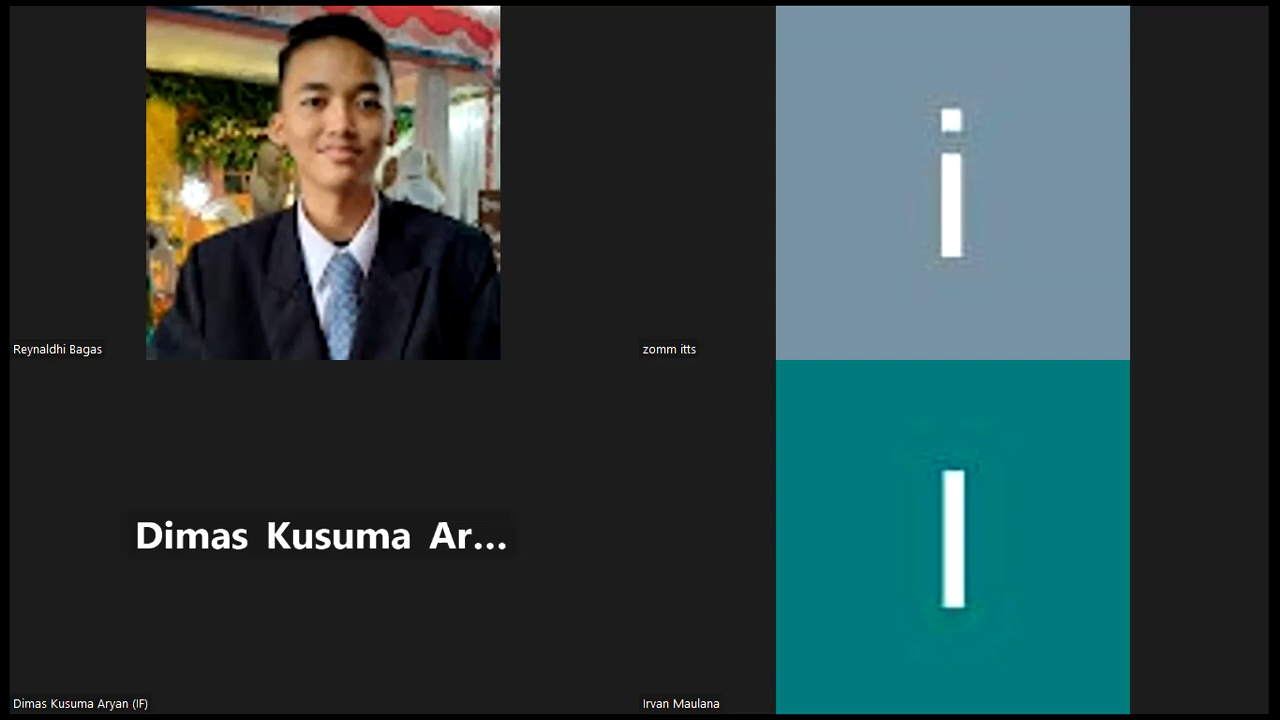 Reynaldhi Bagas
i
zomm itts
Dimas Kusuma Ar...
Dimas Kusuma Aryan (IF)
I
Irvan Maulana